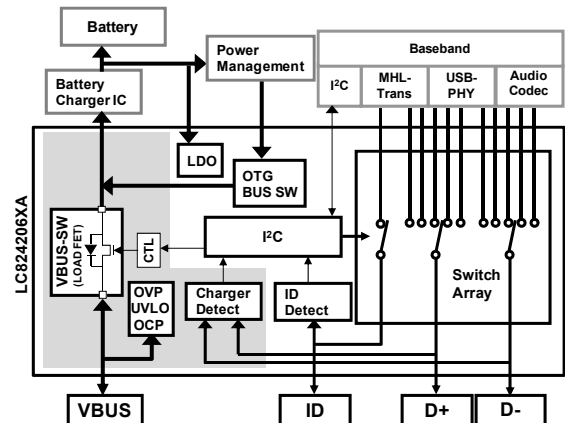 Battery
Power
Management
Baseband
Battery
Charger IC
I²C
MHL-
Trans
USB-
PHY
Audio
Codec
LC824206XA
LDO
OTG
BUS SW
VBUS-SW
(LOAD FET)
CTL
I²C
OVP
UVLO
OCP
Charger
Detect
ID
Detect
Switch
Array
VBUS
ID
D+
D-